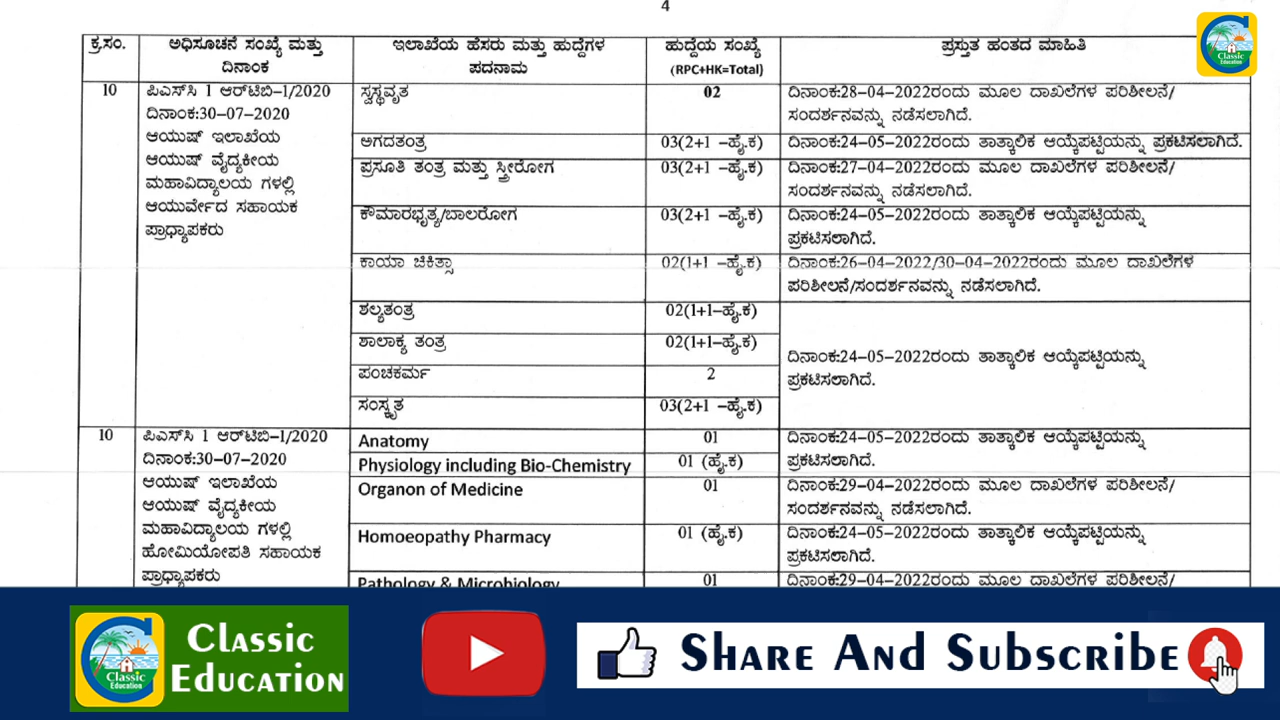 4
ಕ್ರ.ಸಂ. ಅಧಿಸೂಚನೆ ಸಂಖ್ಯೆ ಮತ್ತು ದಿನಾಂಕ ಇಲಾಖೆಯ ಹೆಸರು ಮತ್ತು ಹುದ್ದೆಗಳ ಪದನಾಮ ಹುದ್ದೆಯ ಸಂಖ್ಯೆ (RPC+HK=Total) ಪ್ರಸ್ತುತ ಹಂತದ ಮಾಹಿತಿ
10
ಪಿಎಸ್‌ಸಿ 1 ಆರ್‌ಟಿಬಿ-1/2020
ದಿನಾಂಕ:30-07-2020
ಆಯುಷ್ ಇಲಾಖೆಯ
ಆಯುಷ್ ವೈದ್ಯಕೀಯ
ಮಹಾವಿದ್ಯಾಲಯ ಗಳಲ್ಲಿ
ಆಯುರ್ವೇದ ಸಹಾಯಕ
ಪ್ರಾಧ್ಯಾಪಕರು
ಸ್ವಸ್ಥವೃತ 02 ದಿನಾಂಕ:28-04-2022ರಂದು ಮೂಲ ದಾಖಲೆಗಳ ಪರಿಶೀಲನೆ/
ಸಂದರ್ಶನವನ್ನು ನಡೆಸಲಾಗಿದೆ.
ಅಗದತಂತ್ರ 03(2+1 -ಹೈ.ಕ) ದಿನಾಂಕ:24-05-2022ರಂದು ತಾತ್ಕಾಲಿಕ ಆಯ್ಕೆಪಟ್ಟಿಯನ್ನು ಪ್ರಕಟಿಸಲಾಗಿದೆ.
ಪ್ರಸೂತಿ ತಂತ್ರ ಮತ್ತು ಸ್ತ್ರೀರೋಗ 03(2+1 -ಹೈ.ಕ) ದಿನಾಂಕ:27-04-2022ರಂದು ಮೂಲ ದಾಖಲೆಗಳ ಪರಿಶೀಲನೆ/
ಸಂದರ್ಶನವನ್ನು ನಡೆಸಲಾಗಿದೆ.
ಕೌಮಾರಭೃತ್ಯ/ಬಾಲರೋಗ 03(2+1 -ಹೈ.ಕ) ದಿನಾಂಕ:24-05-2022ರಂದು ತಾತ್ಕಾಲಿಕ ಆಯ್ಕೆಪಟ್ಟಿಯನ್ನು
ಪ್ರಕಟಿಸಲಾಗಿದೆ.
ಕಾಯಾ ಚಿಕಿತ್ಸಾ 02(1+1 -ಹೈ.ಕ) ದಿನಾಂಕ:26-04-2022/30-04-2022ರಂದು ಮೂಲ ದಾಖಲೆಗಳ
ಪರಿಶೀಲನೆ/ಸಂದರ್ಶನವನ್ನು ನಡೆಸಲಾಗಿದೆ.
ಶಲ್ಯತಂತ್ರ 02(1+1-ಹೈ.ಕ)
ಶಾಲಾಕ್ಯ ತಂತ್ರ 02(1+1-ಹೈ.ಕ)
ಪಂಚಕರ್ಮ 2
ಸಂಸ್ಕೃತ 03(2+1 -ಹೈ.ಕ)
ದಿನಾಂಕ:24-05-2022ರಂದು ತಾತ್ಕಾಲಿಕ ಆಯ್ಕೆಪಟ್ಟಿಯನ್ನು
ಪ್ರಕಟಿಸಲಾಗಿದೆ.
10
ಪಿಎಸ್‌ಸಿ 1 ಆರ್‌ಟಿಬಿ-1/2020
ದಿನಾಂಕ:30-07-2020
ಆಯುಷ್ ಇಲಾಖೆಯ
ಆಯುಷ್ ವೈದ್ಯಕೀಯ
ಮಹಾವಿದ್ಯಾಲಯ ಗಳಲ್ಲಿ
ಹೋಮಿಯೋಪತಿ ಸಹಾಯಕ
ಪ್ರಾಧ್ಯಾಪಕರು
Anatomy 01 ದಿನಾಂಕ:24-05-2022ರಂದು ತಾತ್ಕಾಲಿಕ ಆಯ್ಕೆಪಟ್ಟಿಯನ್ನು
Physiology including Bio-Chemistry 01 (ಹೈ.ಕ) ಪ್ರಕಟಿಸಲಾಗಿದೆ.
Organon of Medicine 01 ದಿನಾಂಕ:29-04-2022ರಂದು ಮೂಲ ದಾಖಲೆಗಳ ಪರಿಶೀಲನೆ/
ಸಂದರ್ಶನವನ್ನು ನಡೆಸಲಾಗಿದೆ.
Homoeopathy Pharmacy 01 (ಹೈ.ಕ) ದಿನಾಂಕ:24-05-2022ರಂದು ತಾತ್ಕಾಲಿಕ ಆಯ್ಕೆಪಟ್ಟಿಯನ್ನು
ಪ್ರಕಟಿಸಲಾಗಿದೆ.
Pathology & Microbiology 01 ದಿನಾಂಕ:29-04-2022ರಂದು ಮೂಲ ದಾಖಲೆಗಳ ಪರಿಶೀಲನೆ/
Classic
Education
Classic
Education
Classic
Education
Share And Subscribe